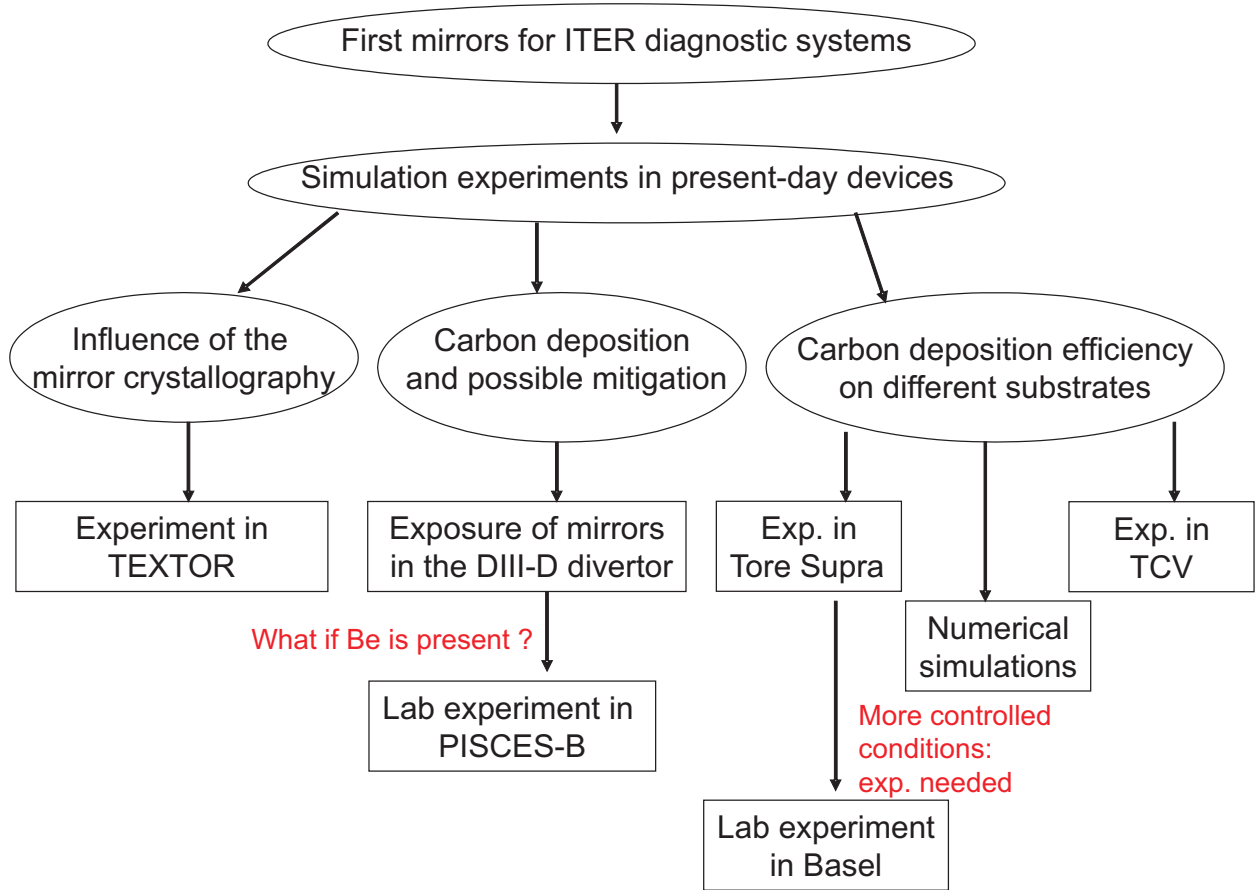 First mirrors for ITER diagnostic systems
Simulation experiments in present-day devices
Influence of the
mirror crystallography
Carbon deposition
and possible mitigation
Carbon deposition efficiency
on different substrates
Experiment in
TEXTOR
Exposure of mirrors
in the DIII-D divertor
Exp. in
Tore Supra
Exp. in
TCV
What if Be is present ?
Numerical
simulations
Lab experiment in
PISCES-B
More controlled
conditions:
exp. needed
Lab experiment
in Basel